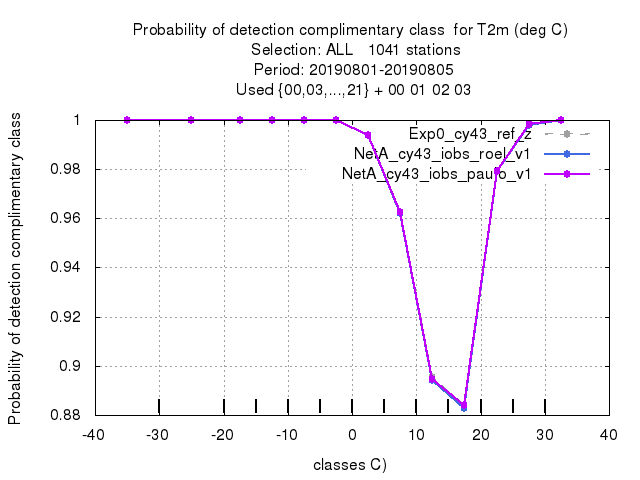 Probability of detection complimentary class  for T2m (deg C)
Selection: ALL   1041 stations
Period: 20190801-20190805
Used {00,03,...,21} + 00 01 02 03
Probability of detection complimentary class
1
0.98
0.96
0.94
0.92
0.9
0.88
Exp0_cy43_ref_z
NetA_cy43_iobs_roel_v1
NetA_cy43_iobs_paulo_v1
-40 -30 -20 -10 0 10 20 30 40
classes C)